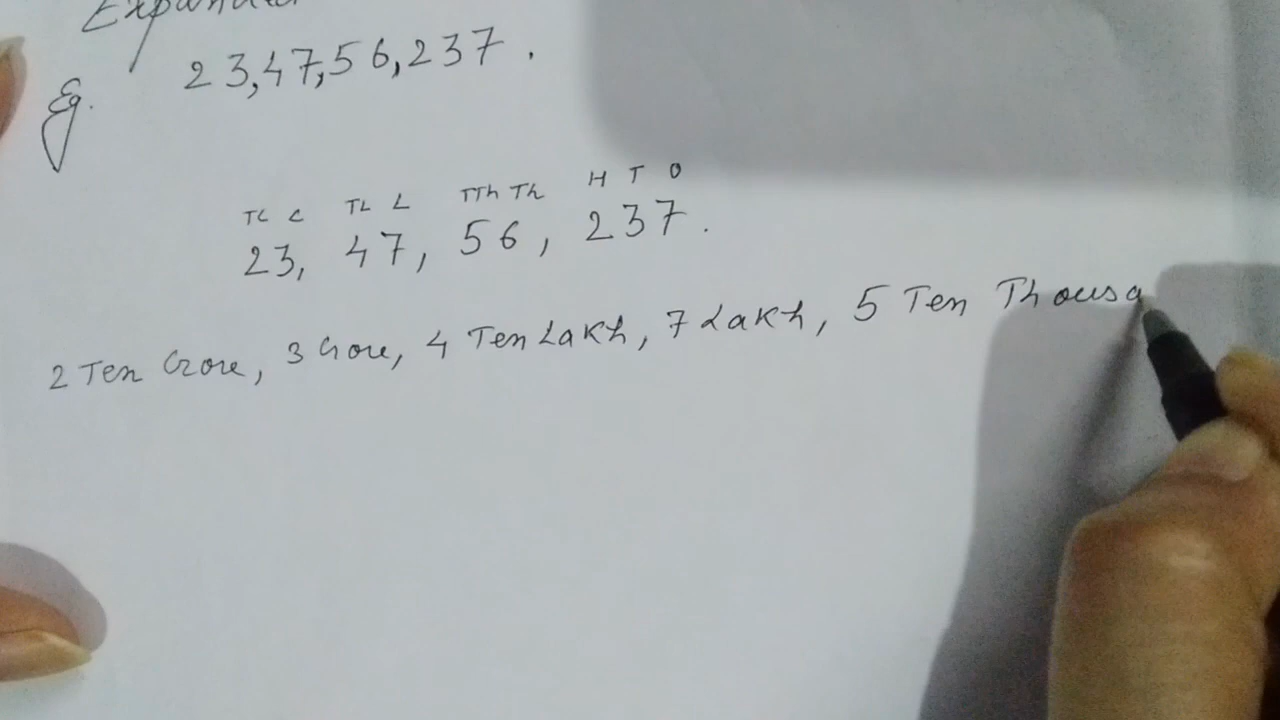 Expanded
Eg. 23,47,56,237.
TC C TL L TTh Th H T O
23, 47, 56, 237.
2 Ten Crore, 3 Crore, 4 Ten Lakh, 7 Lakh, 5 Ten Thousa